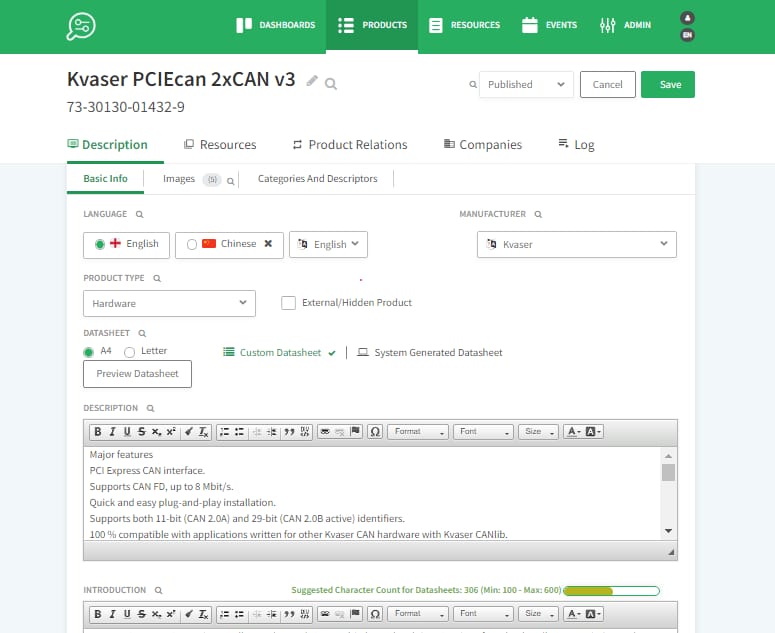 DASHBOARDS PRODUCTS RESOURCES EVENTS ADMIN EN
Kvaser PCIEcan 2xCAN v3 Published Cancel Save
73-30130-01432-9
Description Resources Product Relations Companies Log
Basic Info Images (5) Categories And Descriptors
LANGUAGE MANUFACTURER
English Chinese English Kvaser
PRODUCT TYPE
Hardware External/Hidden Product
DATASHEET
A4 Letter Custom Datasheet System Generated Datasheet
Preview Datasheet
DESCRIPTION
B I U S Format Font Size A A
Major features
PCI Express CAN interface.
Supports CAN FD, up to 8 Mbit/s.
Quick and easy plug-and-play installation.
Supports both 11-bit (CAN 2.0A) and 29-bit (CAN 2.0B active) identifiers.
100 % compatible with applications written for other Kvaser CAN hardware with Kvaser CANlib.
INTRODUCTION Suggested Character Count for Datasheets: 306 (Min: 100 - Max: 600)
B I U S Format Font Size A A